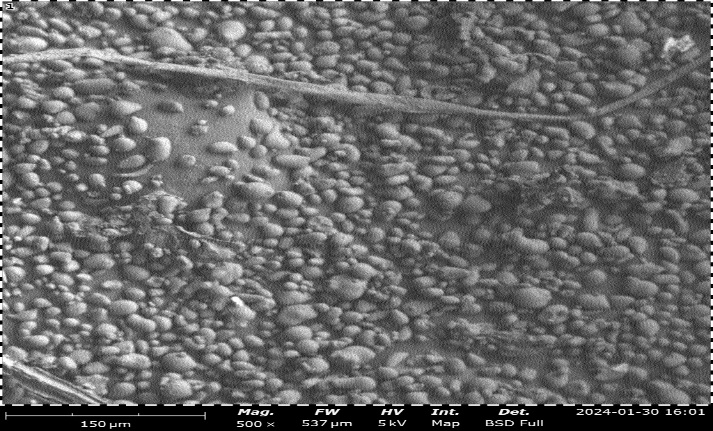 Mag. FW HV Int. Det. 2024-01-30 16:01
150 µm 500 × 537 µm 5 kV Map BSD Full